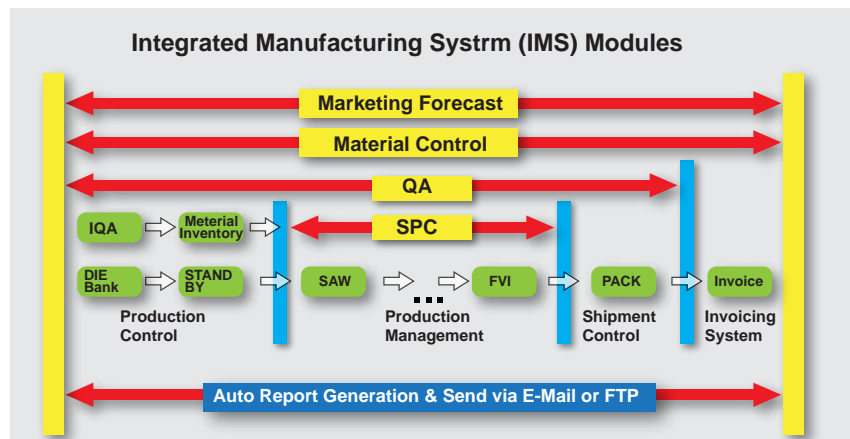 Integrated Manufacturing Systrm (IMS) Modules
Marketing Forecast
Material Control
QA
SPC
IQA
Meterial
Inventory
DIE
Bank
STAND
BY
SAW
...
FVI
PACK
Invoice
Production
Control
Production
Management
Shipment
Control
Invoicing
System
Auto Report Generation & Send via E-Mail or FTP